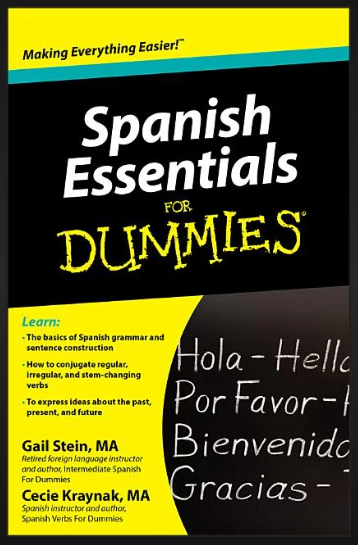 Making Everything Easier!™
Spanish
Essentials
FOR
DUMMIES®
Learn:
• The basics of Spanish grammar and
sentence construction
• How to conjugate regular,
irregular, and stem-changing
verbs
• To express ideas about the past,
present, and future
Gail Stein, MA
Retired foreign language instructor
and author, Intermediate Spanish
For Dummies
Cecie Kraynak, MA
Spanish instructor and author,
Spanish Verbs For Dummies
Hola - Hello
Por Favor -
Bienvenido
Gracias -